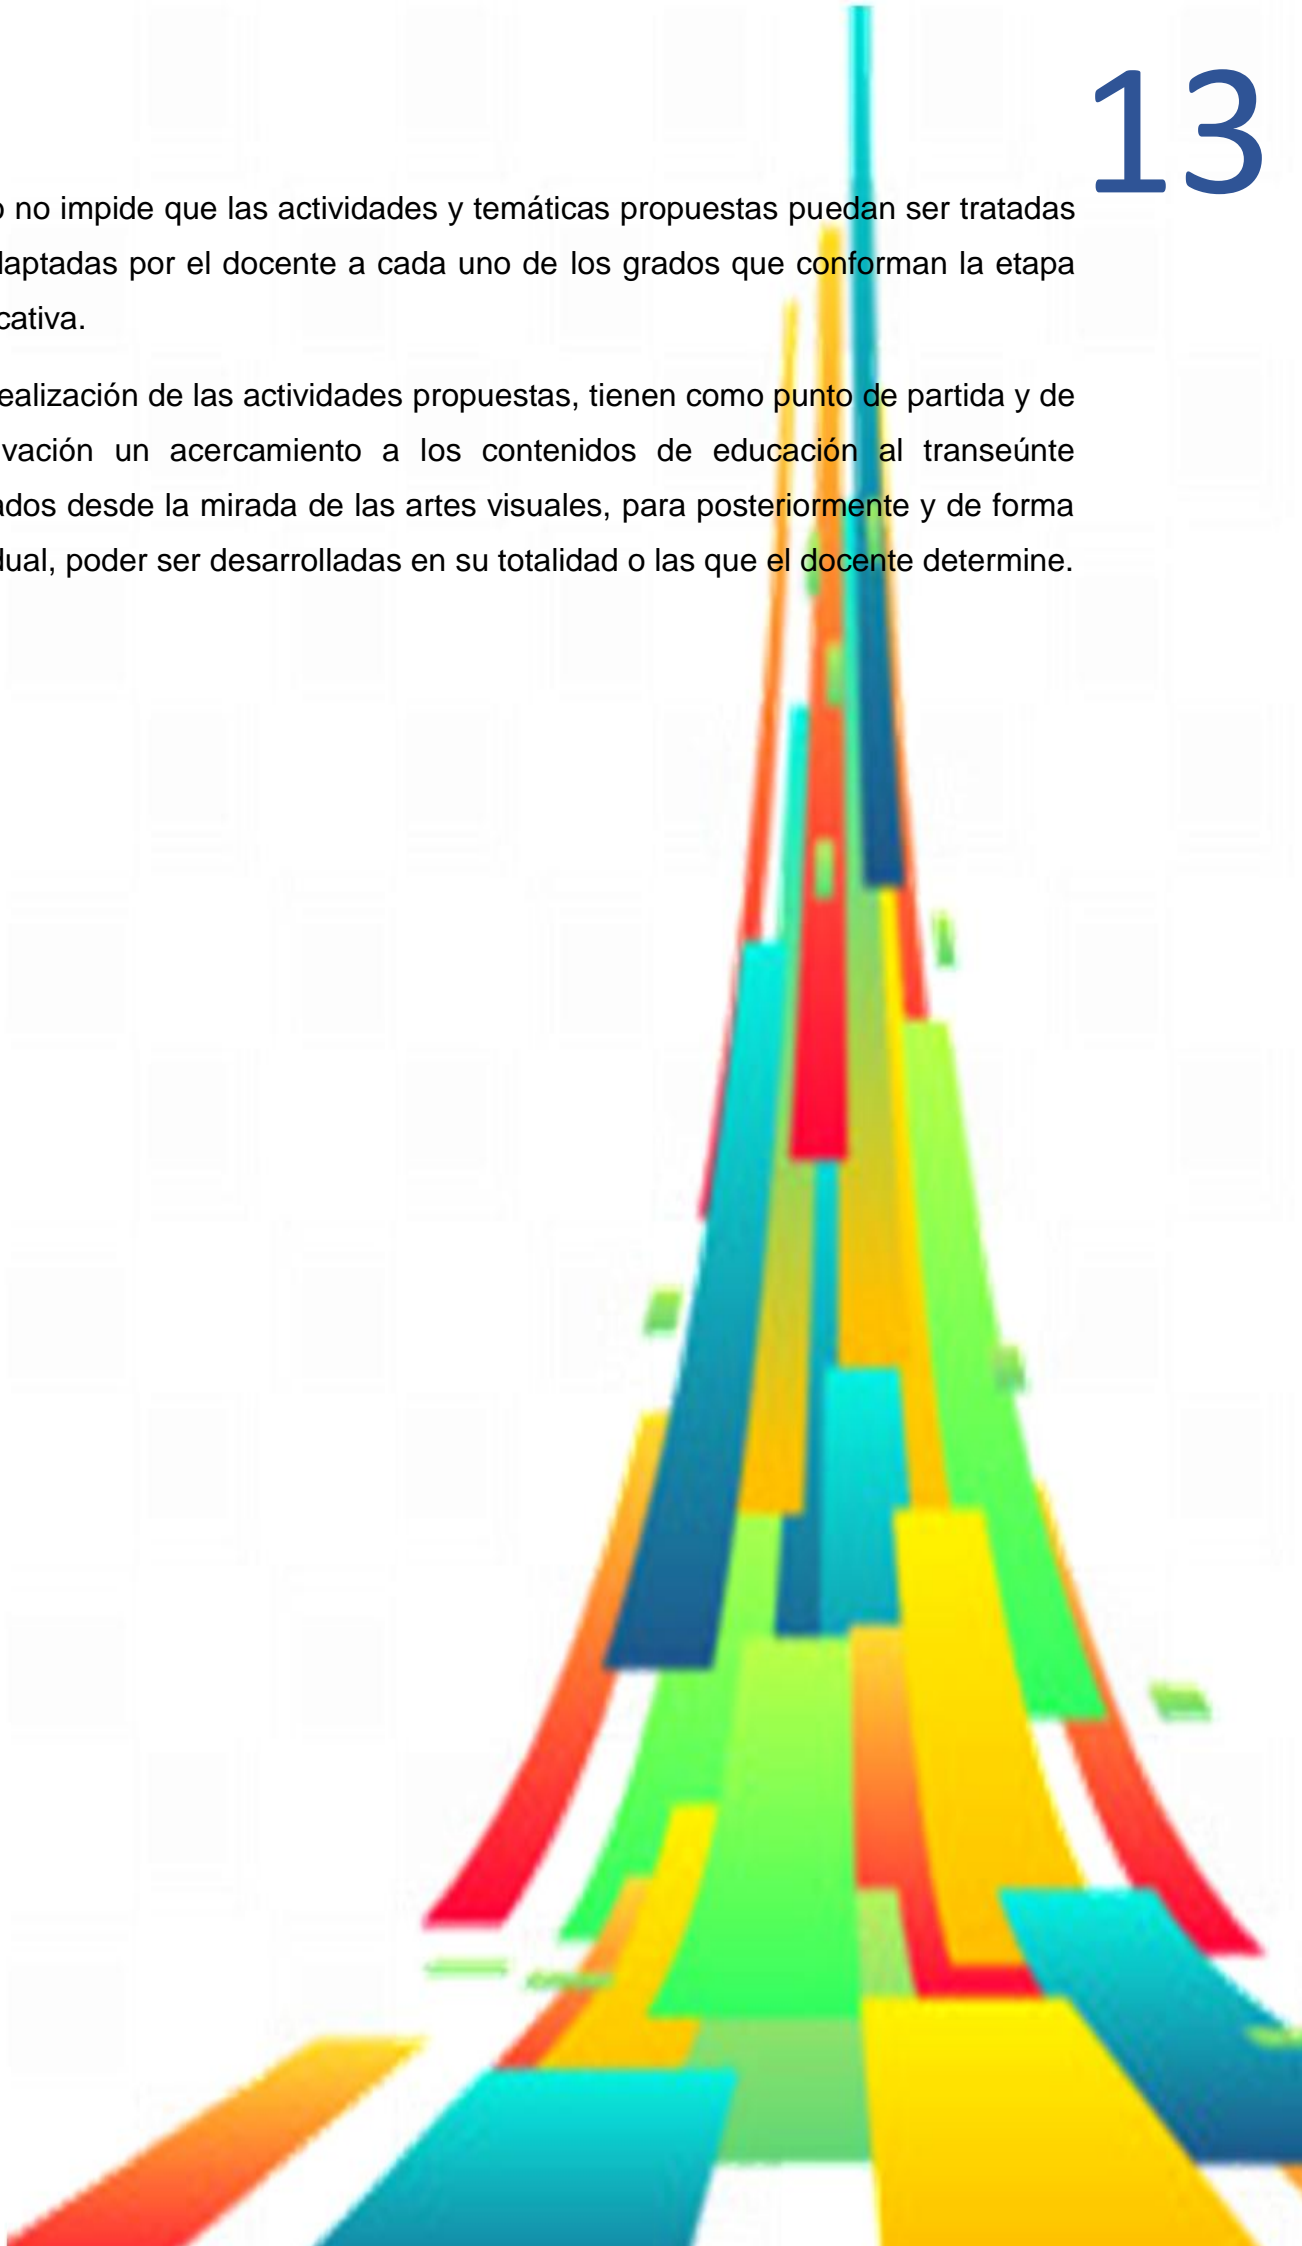 13
o no impide que las actividades y temáticas propuestas puedan ser tratadas
daptadas por el docente a cada uno de los grados que conforman la etapa
cativa.
ealización de las actividades propuestas, tienen como punto de partida y de
vación un acercamiento a los contenidos de educación al transeúnte
ados desde la mirada de las artes visuales, para posteriormente y de forma
dual, poder ser desarrolladas en su totalidad o las que el docente determine.